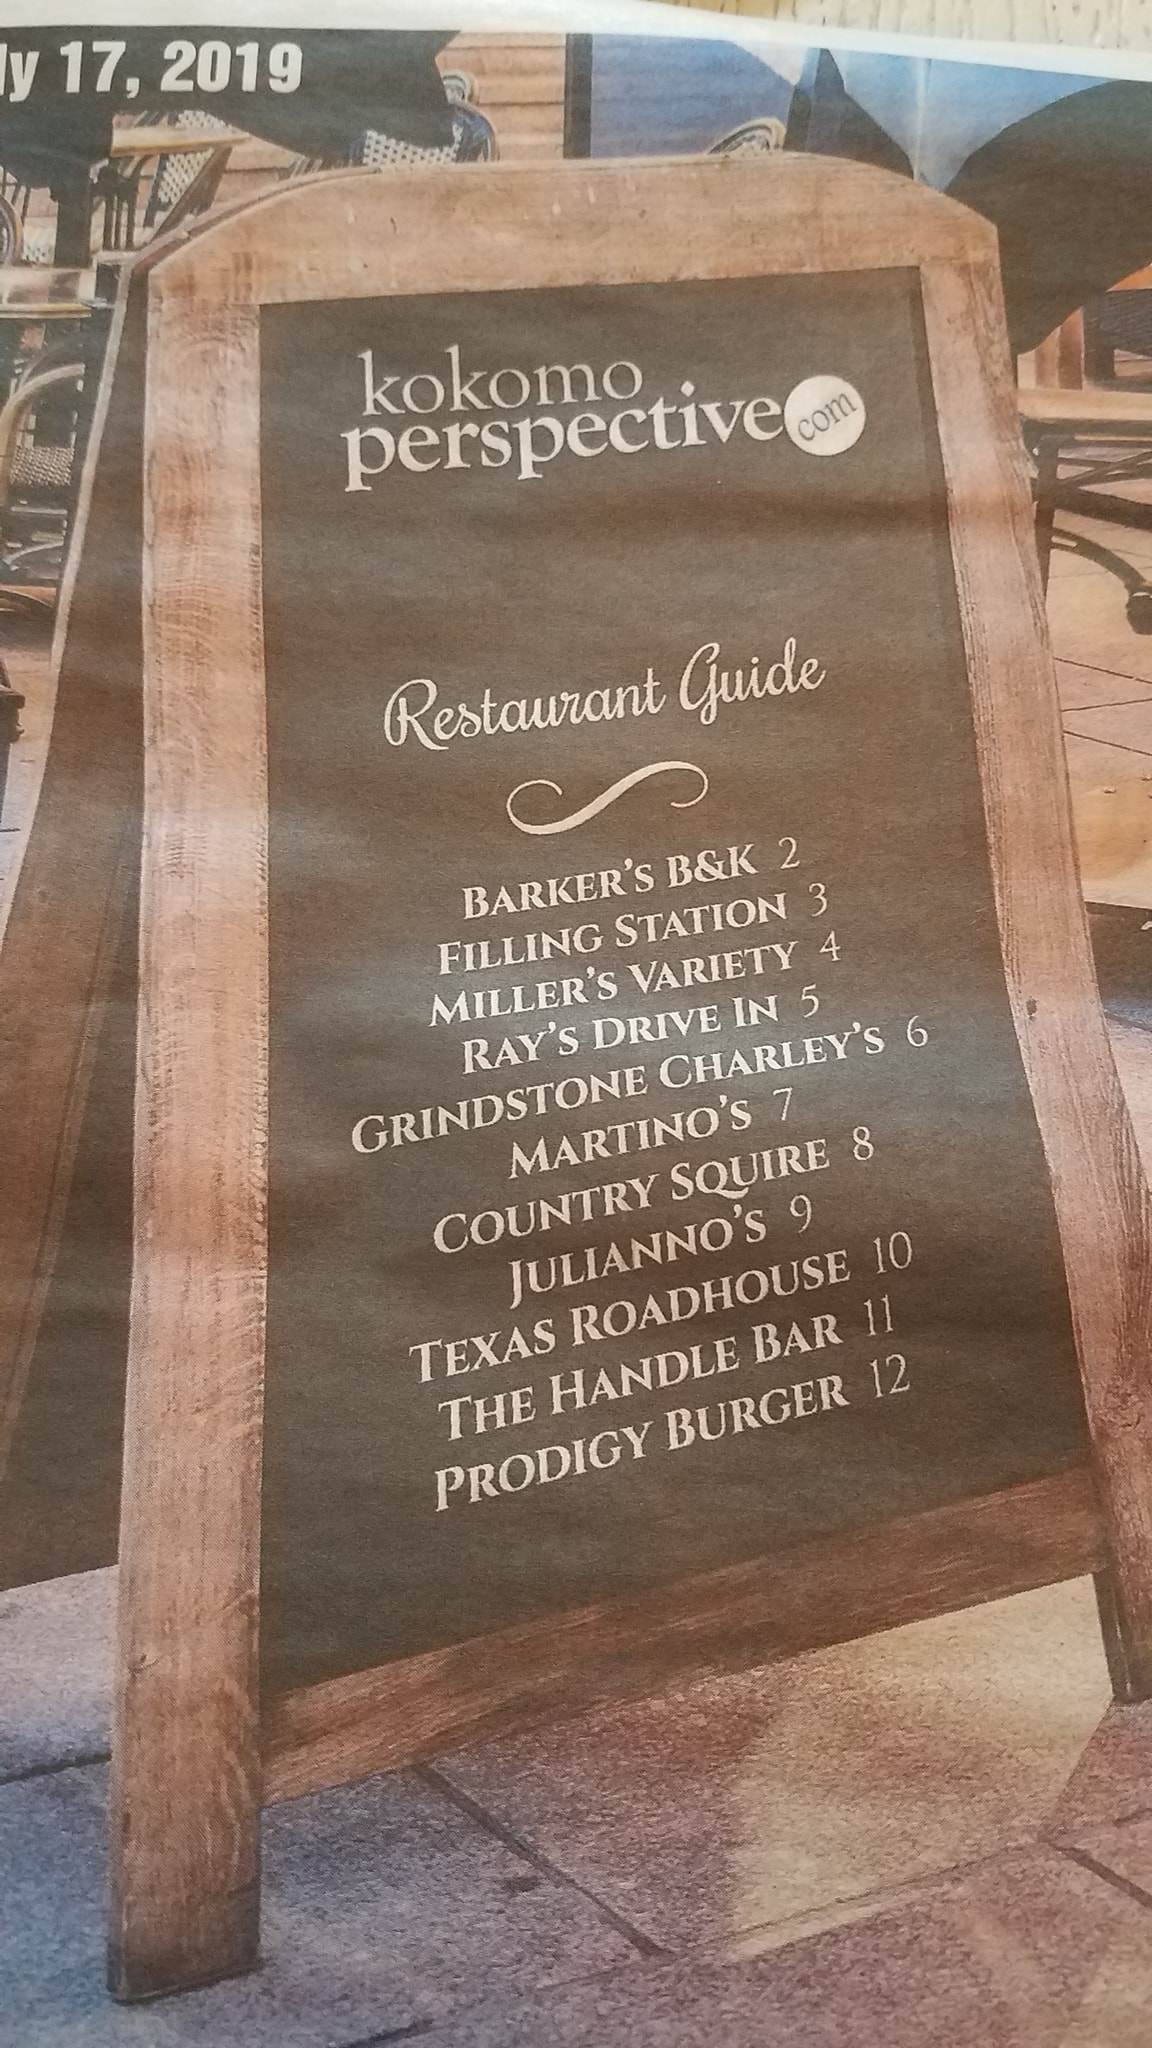 ly 17, 2019
kokomo
perspective.com
Restaurant Guide
BARKER'S B&K 2
FILLING STATION 3
MILLER'S VARIETY 4
RAY'S DRIVE IN 5
GRINDSTONE CHARLEY'S 6
MARTINO'S 7
COUNTRY SQUIRE 8
JULIANNO'S 9
TEXAS ROADHOUSE 10
THE HANDLE BAR 11
PRODIGY BURGER 12